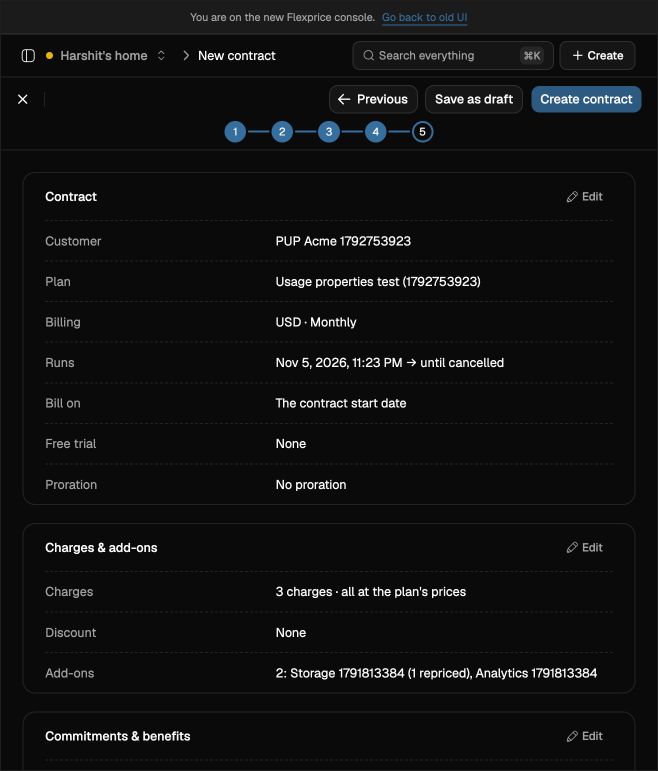 You are on the new Flexprice console. Go back to old UI
Harshit's home > New contract Search everything ⌘K + Create
← Previous Save as draft Create contract
1 2 3 4 5
Contract Edit
Customer PUP Acme 1792753923
Plan Usage properties test (1792753923)
Billing USD · Monthly
Runs Nov 5, 2026, 11:23 PM → until cancelled
Bill on The contract start date
Free trial None
Proration No proration
Charges & add-ons Edit
Charges 3 charges · all at the plan's prices
Discount None
Add-ons 2: Storage 1791813384 (1 repriced), Analytics 1791813384
Commitments & benefits Edit